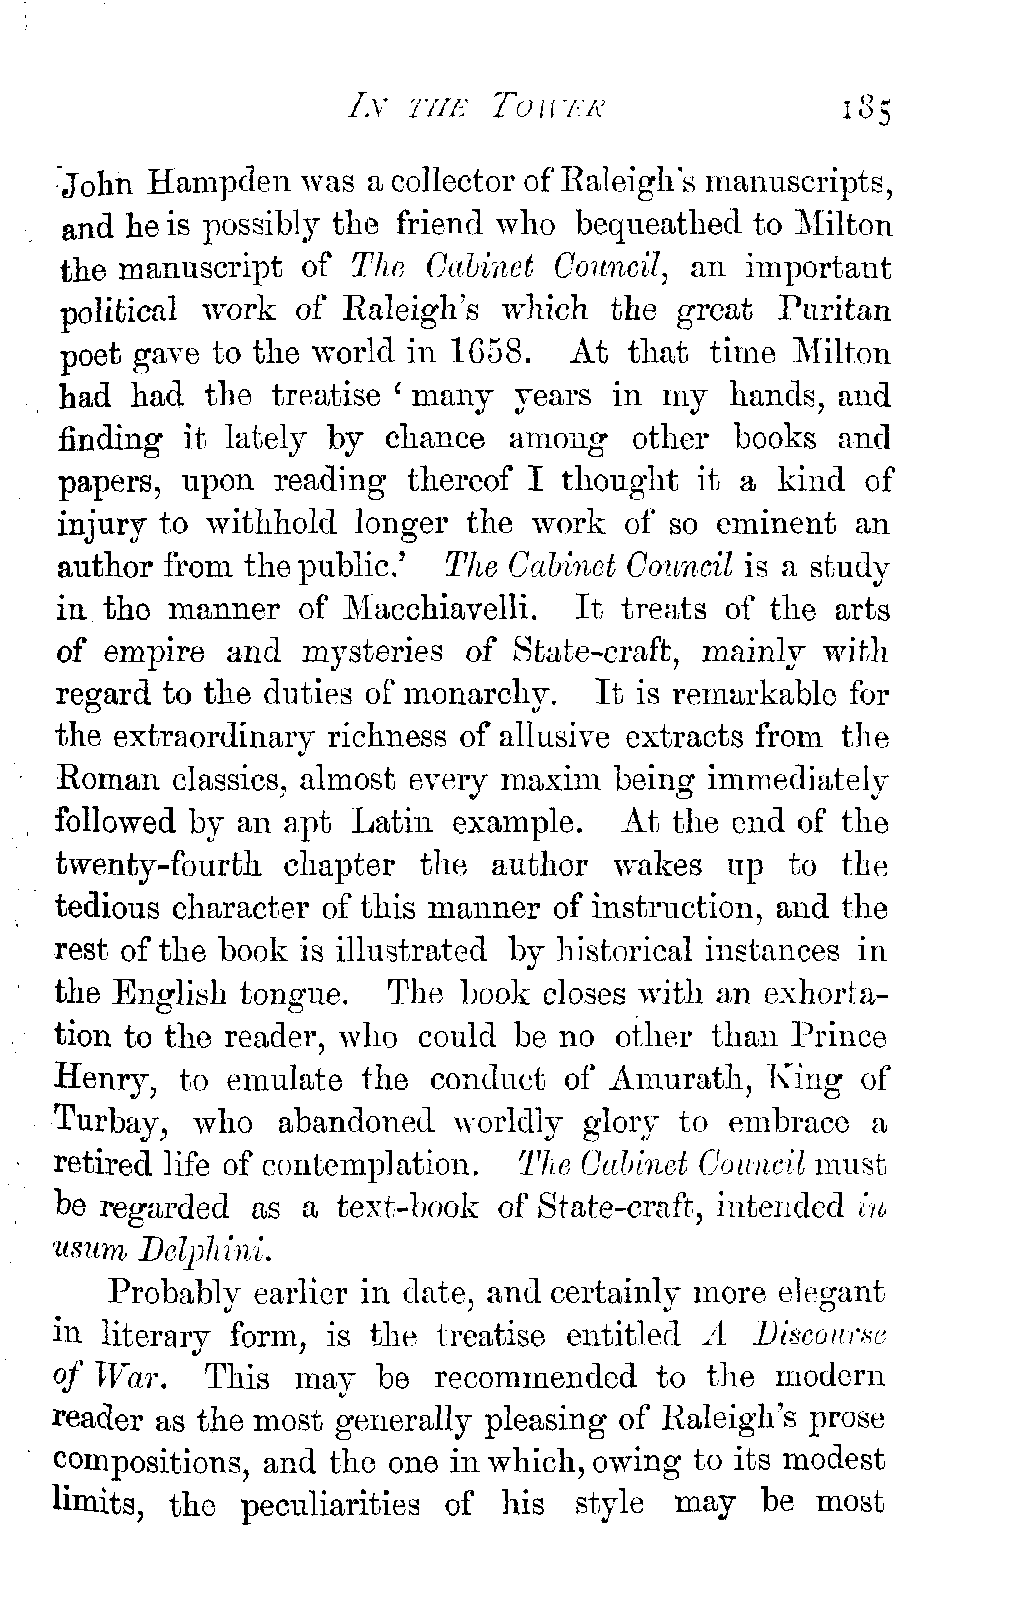 IN THE TOWER 185
John Hampden was a collector of Raleigh's manuscripts,
and he is possibly the friend who bequeathed to Milton
the manuscript of The Cabinet Council, an important
political work of Raleigh's which the great Puritan
poet gave to the world in 1658. At that time Milton
had had the treatise ‘ many years in my hands, and
finding it lately by chance among other books and
papers, upon reading thereof I thought it a kind of
injury to withhold longer the work of so eminent an
author from the public.’ The Cabinet Council is a study
in the manner of Macchiavelli. It treats of the arts
of empire and mysteries of State-craft, mainly with
regard to the duties of monarchy. It is remarkable for
the extraordinary richness of allusive extracts from the
Roman classics, almost every maxim being immediately
followed by an apt Latin example. At the end of the
twenty-fourth chapter the author wakes up to the
tedious character of this manner of instruction, and the
rest of the book is illustrated by historical instances in
the English tongue. The book closes with an exhorta-
tion to the reader, who could be no other than Prince
Henry, to emulate the conduct of Amurath, King of
Turbay, who abandoned worldly glory to embrace a
retired life of contemplation. The Cabinet Council must
be regarded as a text-book of State-craft, intended in
usum Delphini.
Probably earlier in date, and certainly more elegant
in literary form, is the treatise entitled A Discourse
of War. This may be recommended to the modern
reader as the most generally pleasing of Raleigh's prose
compositions, and the one in which, owing to its modest
limits, the peculiarities of his style may be most